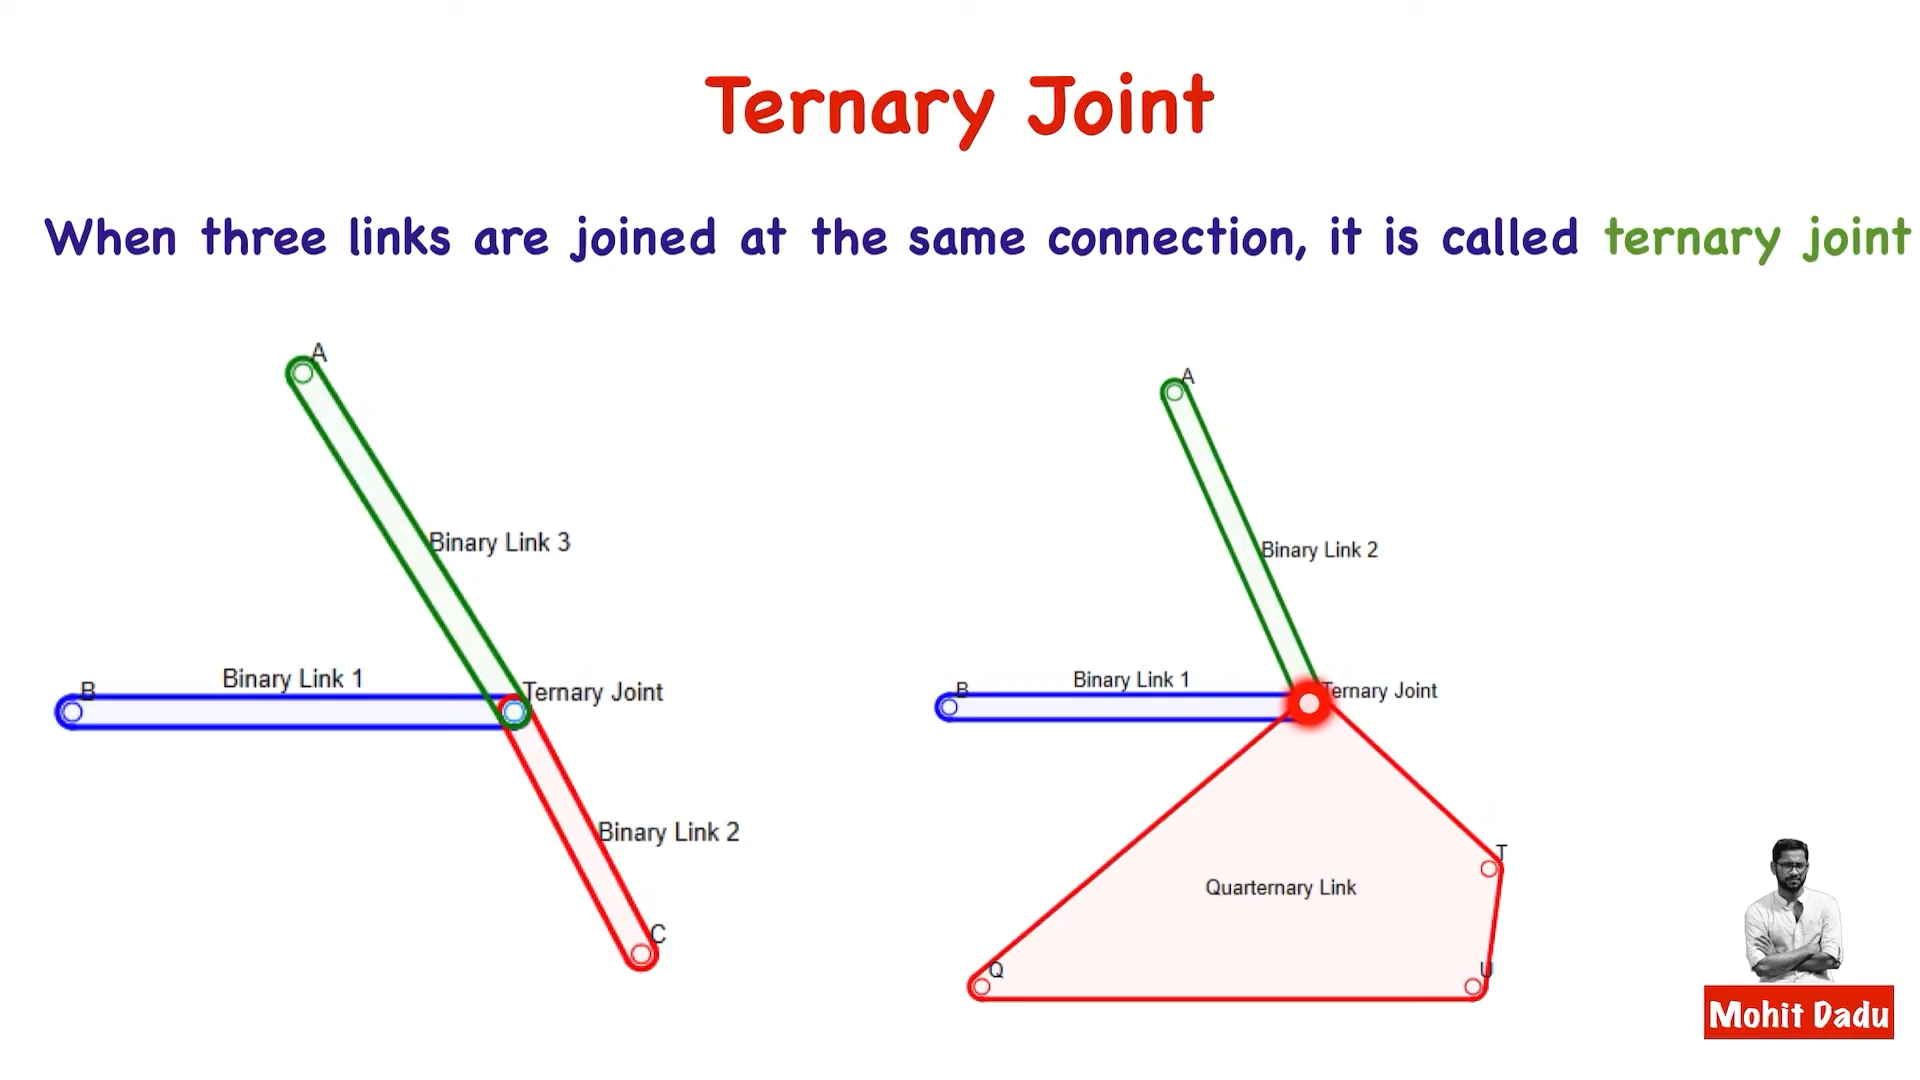 Ternary Joint
When three links are joined at the same connection, it is called ternary joint
A
Binary Link 3
B
Binary Link 1
Ternary Joint
Binary Link 2
C
A
Binary Link 2
B
Binary Link 1
Ternary Joint
T
Quarternary Link
Q
U
Mohit Dadu